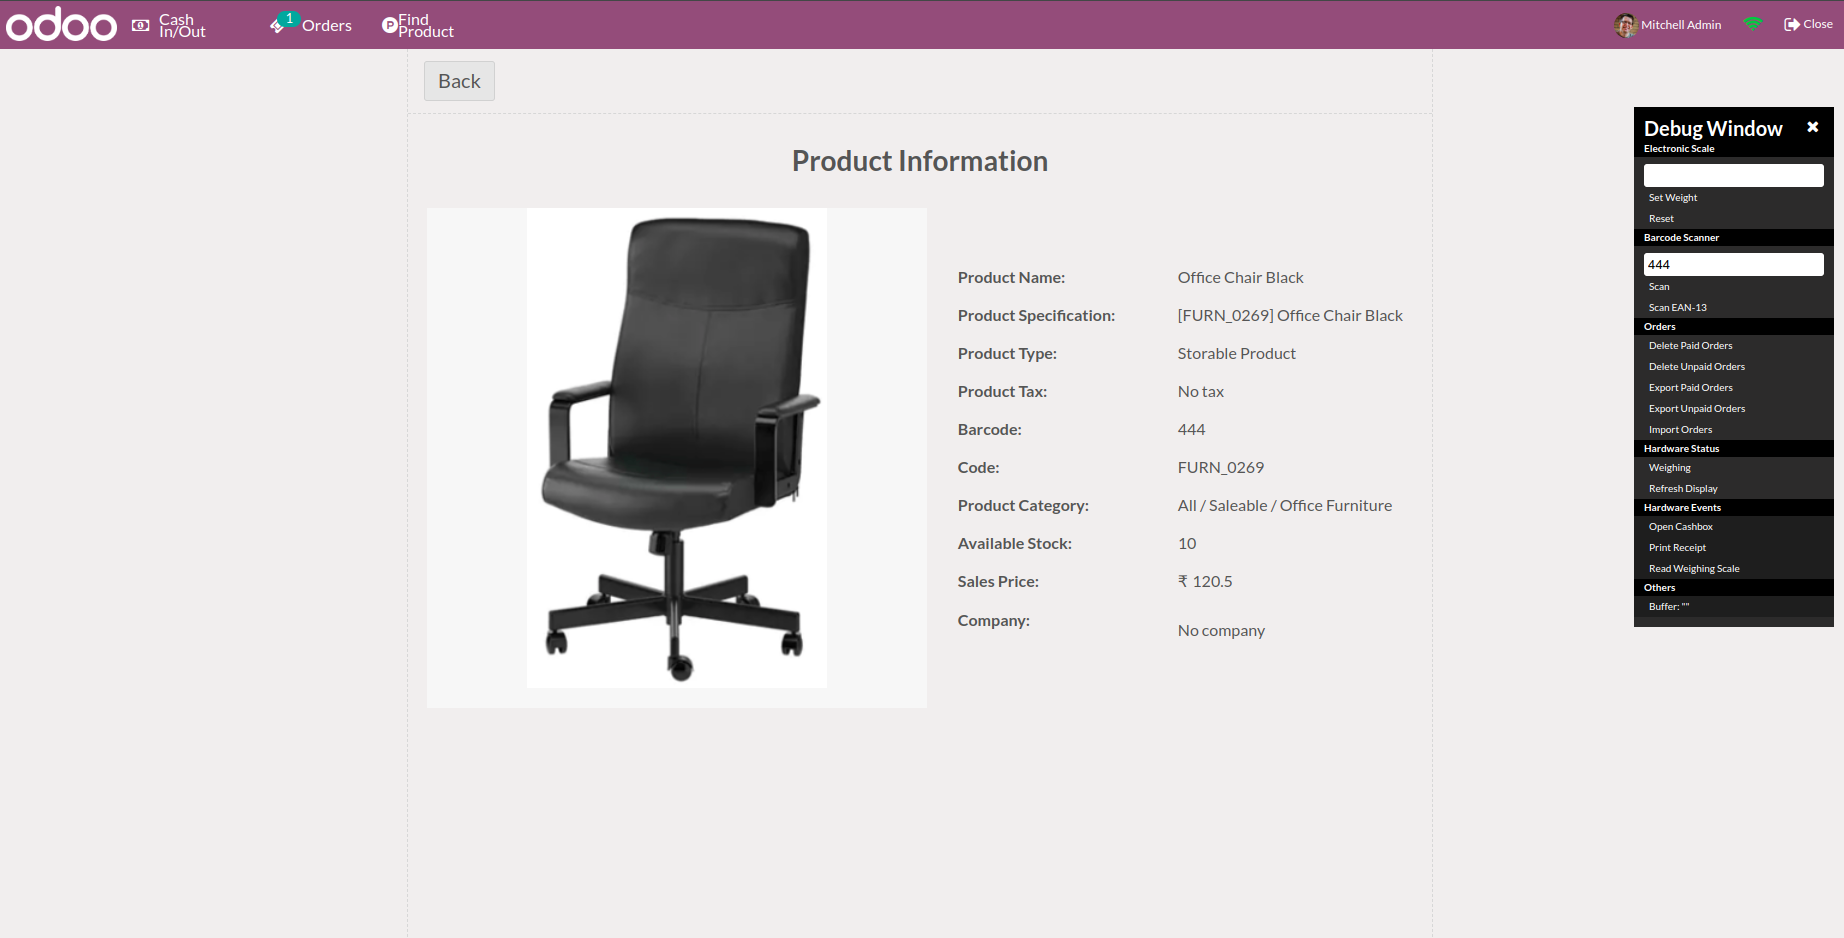 odoo
Cash
In/Out
1
Orders
P
Find
Product
Mitchell Admin
Close
Back
Product Information
Product Name: Office Chair Black
Product Specification: [FURN_0269] Office Chair Black
Product Type: Storable Product
Product Tax: No tax
Barcode: 444
Code: FURN_0269
Product Category: All / Saleable / Office Furniture
Available Stock: 10
Sales Price: ₹ 120.5
Company: No company
Debug Window
Electronic Scale
Set Weight
Reset
Barcode Scanner
444
Scan
Scan EAN-13
Orders
Delete Paid Orders
Delete Unpaid Orders
Export Paid Orders
Export Unpaid Orders
Import Orders
Hardware Status
Weighing
Refresh Display
Hardware Events
Open Cashbox
Print Receipt
Read Weighing Scale
Others
Buffer: ""